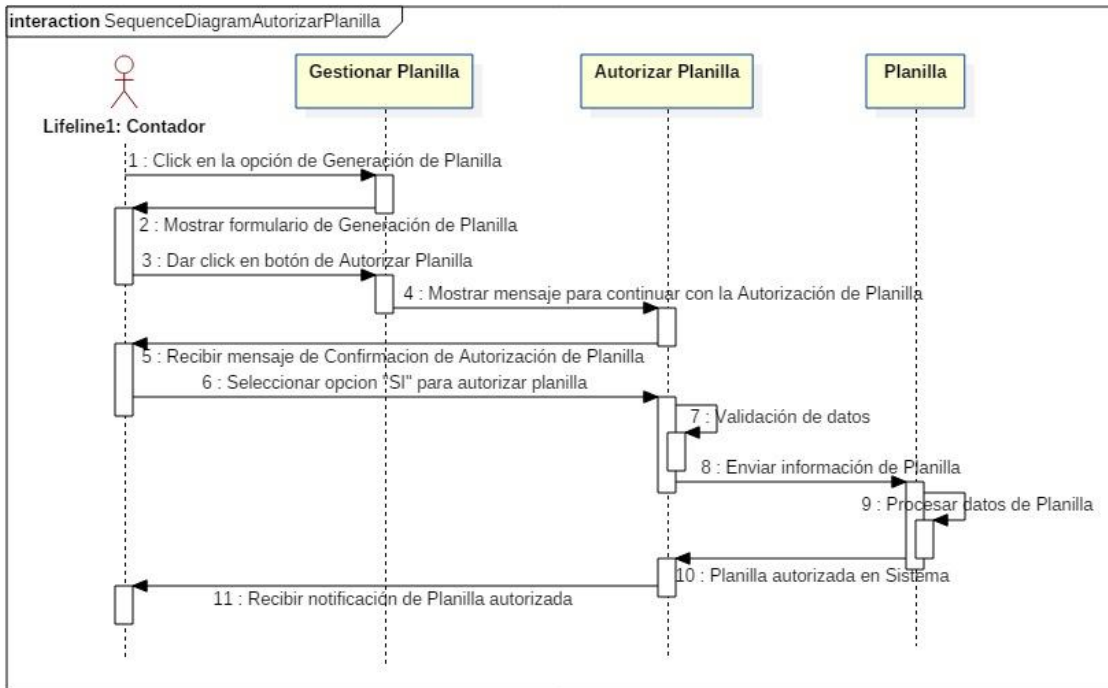 interaction SequenceDiagramAutorizarPlanilla
Gestionar Planilla
Autorizar Planilla
Planilla
Lifeline1: Contador
1 : Click en la opción de Generación de Planilla
2 : Mostrar formulario de Generación de Planilla
3 : Dar click en botón de Autorizar Planilla
4 : Mostrar mensaje para continuar con la Autorización de Planilla
5 : Recibir mensaje de Confirmacion de Autorización de Planilla
6 : Seleccionar opcion "SI" para autorizar planilla
7 : Validación de datos
8 : Enviar información de Planilla
9 : Procesar datos de Planilla
10 : Planilla autorizada en Sistema
11 : Recibir notificación de Planilla autorizada